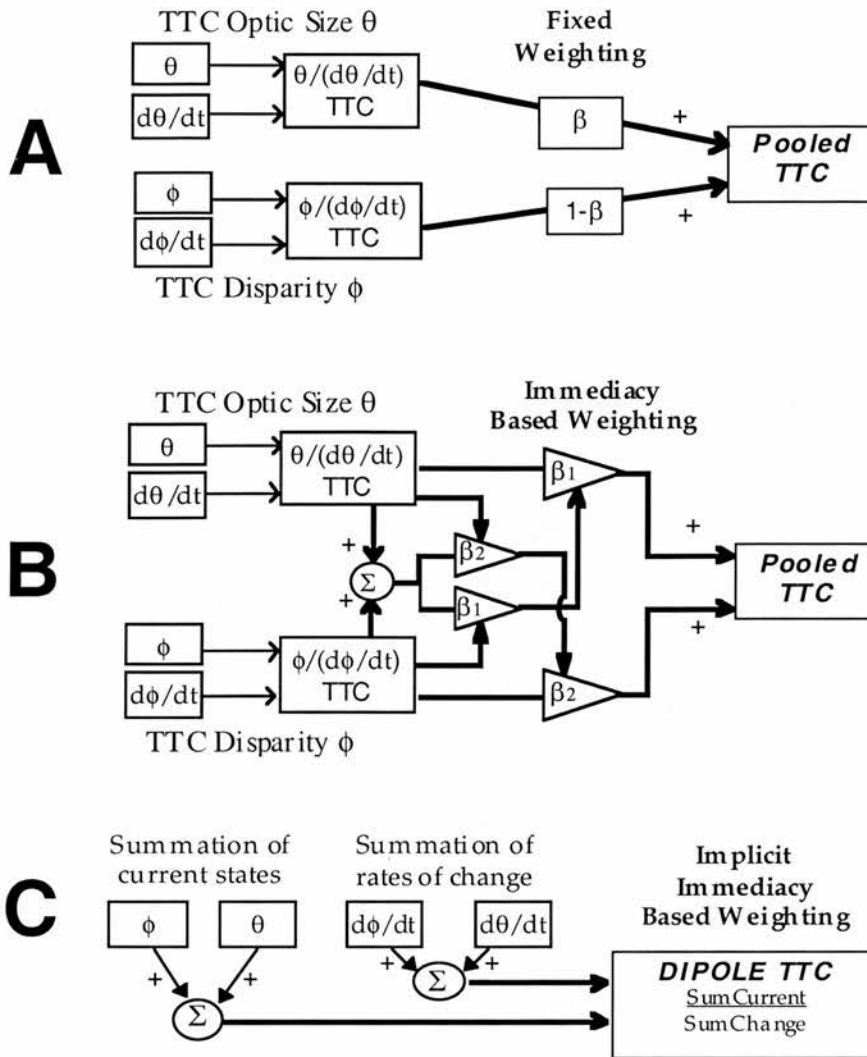 TTC Optic Size θ
Fixed
Weighting
θ
θ/(dθ/dt)
TTC
dθ/dt
β
+
A
Pooled
TTC
ϕ
ϕ/(dϕ/dt)
TTC
1-β
+
dϕ/dt
TTC Disparity ϕ
TTC Optic Size θ
Immediacy
Based Weighting
θ
θ/(dθ/dt)
TTC
β1
dθ/dt
+
+
β2
B
Σ
Pooled
TTC
+
β1
+
ϕ
ϕ/(dϕ/dt)
TTC
dϕ/dt
β2
TTC Disparity ϕ
Summation of
current states
Summation of
rates of change
Implicit
Immediacy
Based Weighting
C
ϕ
θ
dϕ/dt
dθ/dt
+
+
+
+
Σ
Σ
DIPOLE TTC
SumCurrent
SumChange